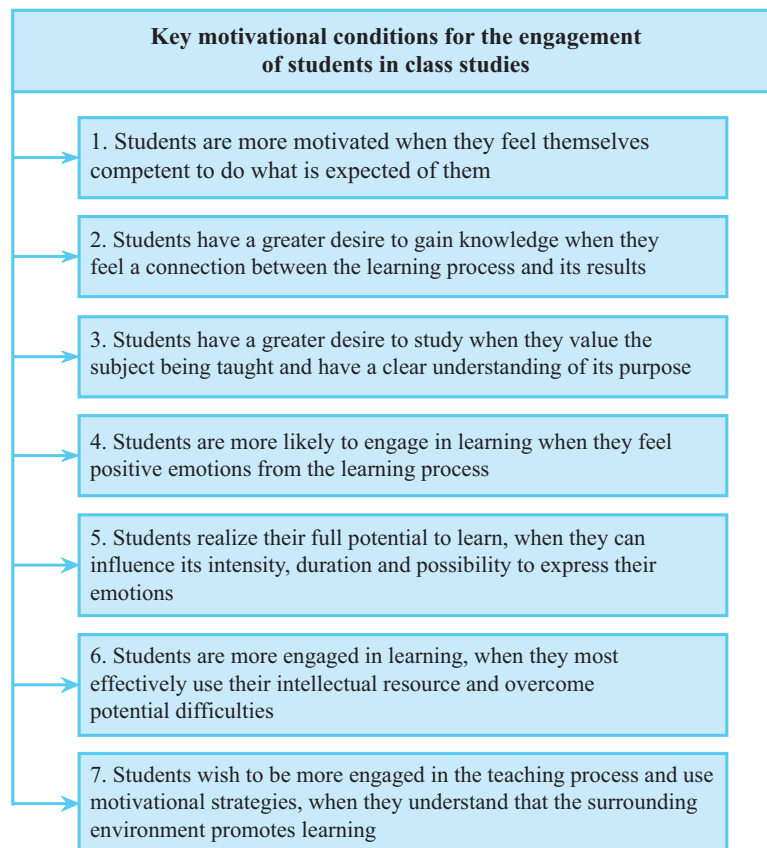 Key motivational conditions for the engagement
of students in class studies
1. Students are more motivated when they feel themselves
competent to do what is expected of them
2. Students have a greater desire to gain knowledge when they
feel a connection between the learning process and its results
3. Students have a greater desire to study when they value the
subject being taught and have a clear understanding of its purpose
4. Students are more likely to engage in learning when they feel
positive emotions from the learning process
5. Students realize their full potential to learn, when they can
influence its intensity, duration and possibility to express their
emotions
6. Students are more engaged in learning, when they most
effectively use their intellectual resource and overcome
potential difficulties
7. Students wish to be more engaged in the teaching process and use
motivational strategies, when they understand that the surrounding
environment promotes learning